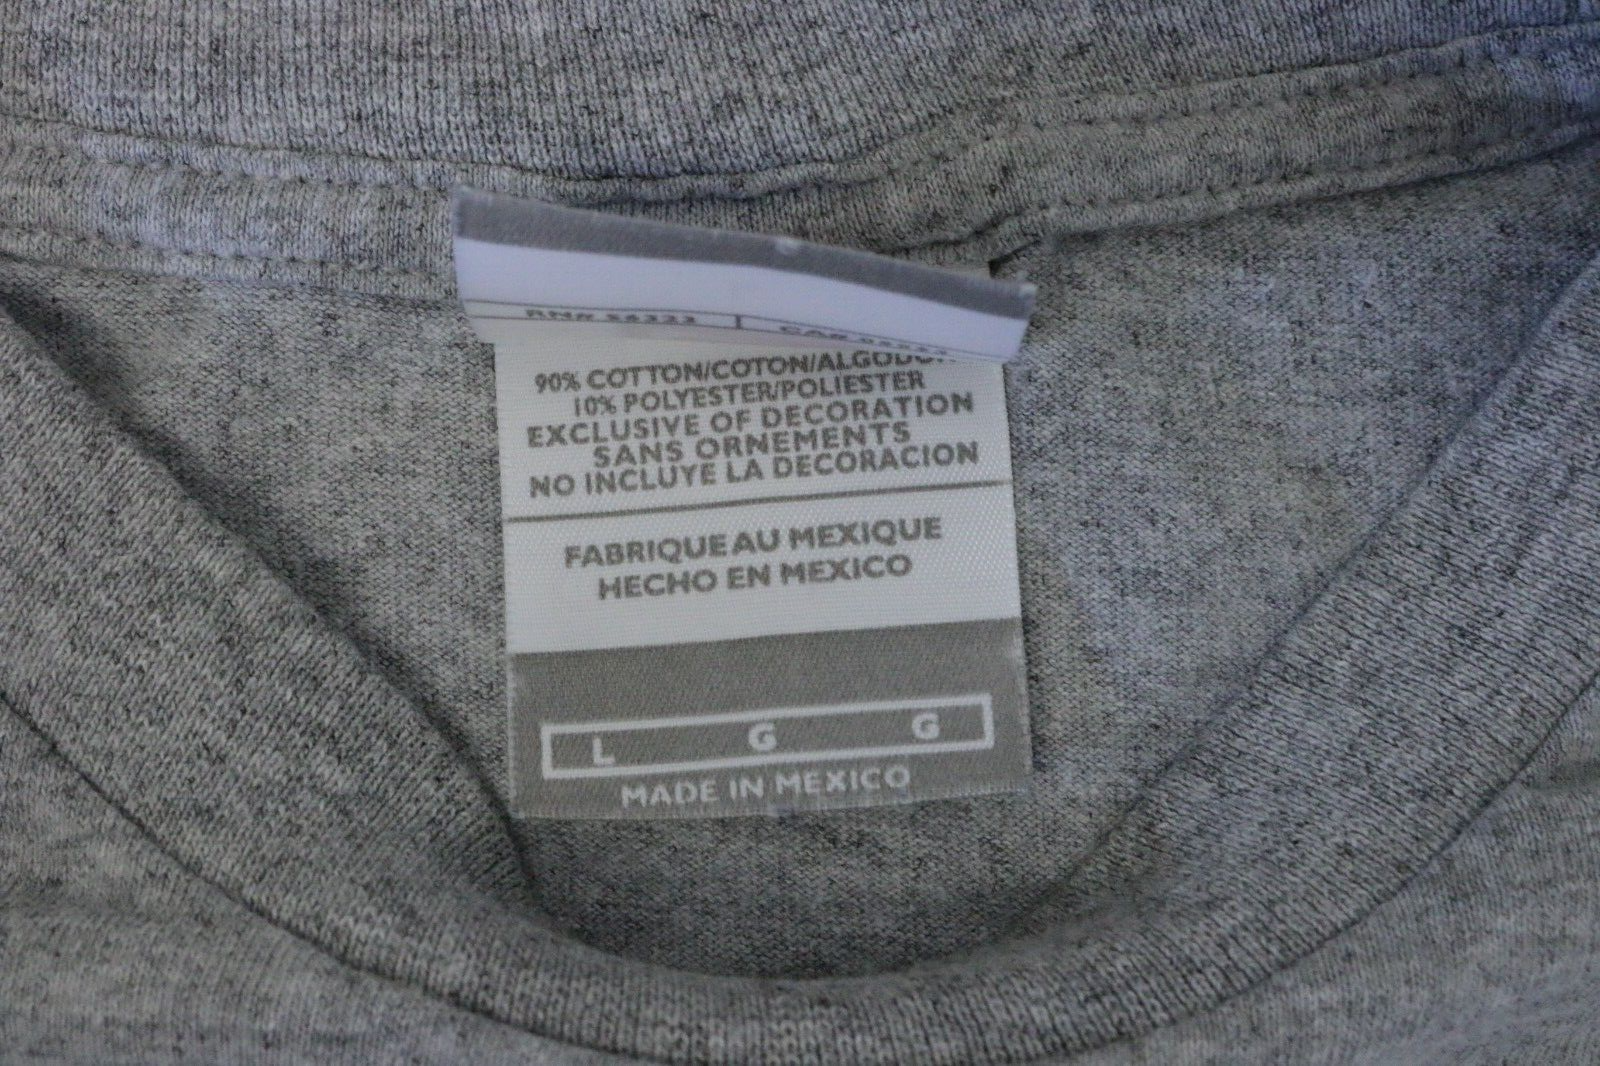 RN#
90% COTTON/COTON/ALGODON
10% POLYESTER/POLIESTER
EXCLUSIVE OF DECORATION
SANS ORNEMENTS
NO INCLUYE LA DECORACION
FABRIQUE AU MEXIQUE
HECHO EN MEXICO
L G G
MADE IN MEXICO